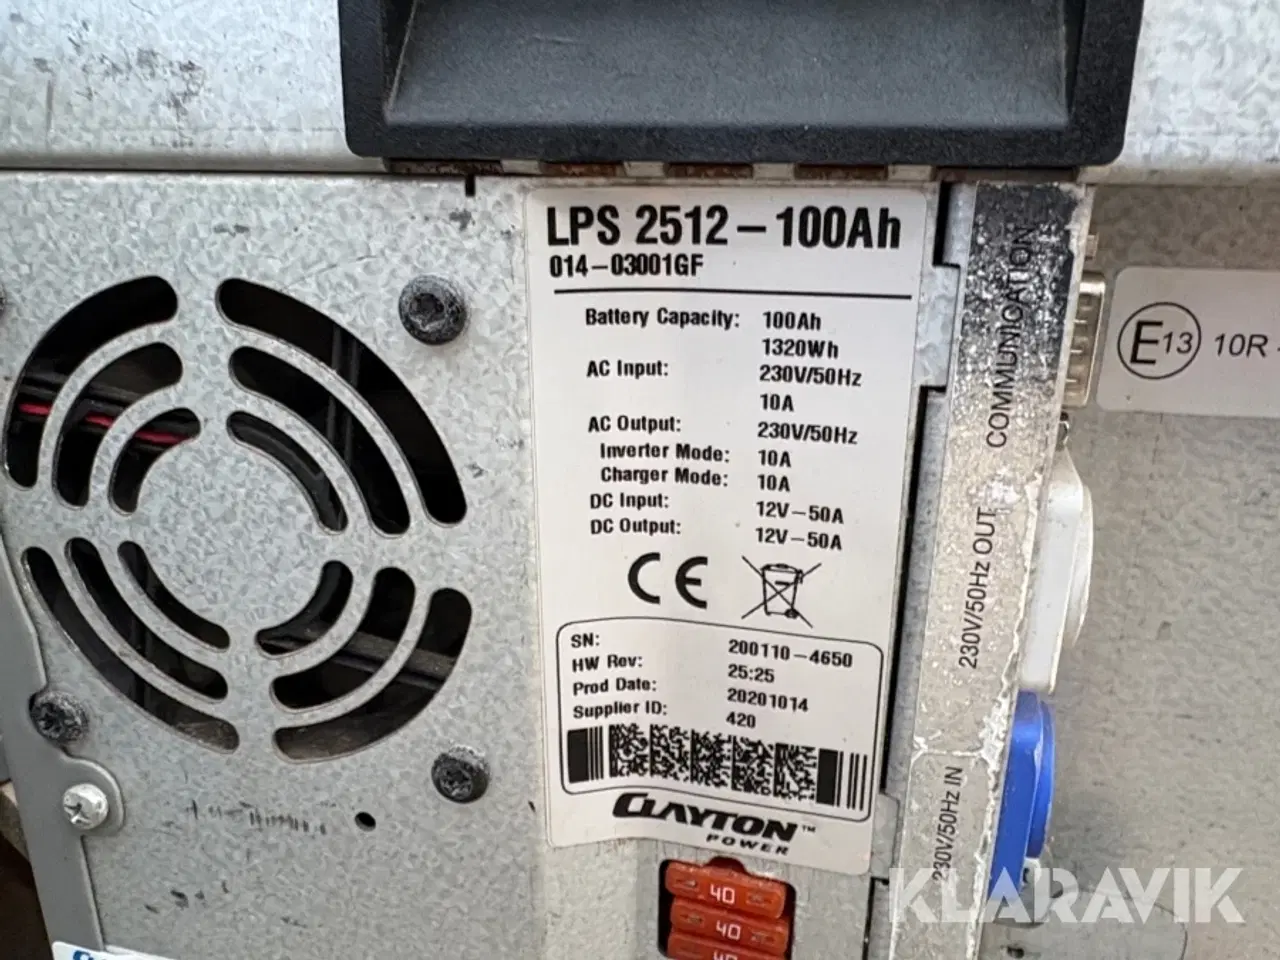 LPS 2512-100Ah
014-03001GF
Battery Capacity: 100Ah
1320Wh
AC Input: 230V/50Hz
10A
AC Output: 230V/50Hz
Inverter Mode: 10A
Charger Mode: 10A
DC Input: 12V-50A
DC Output: 12V-50A
CE
SN: 200110-4650
HW Rev: 25:25
Prod Date: 20201014
Supplier ID: 420
CLAYTON™
POWER
COMMUNICATION
230V/50Hz OUT
230V/50Hz IN
E13 10R
40
40
40
KLARAVIK